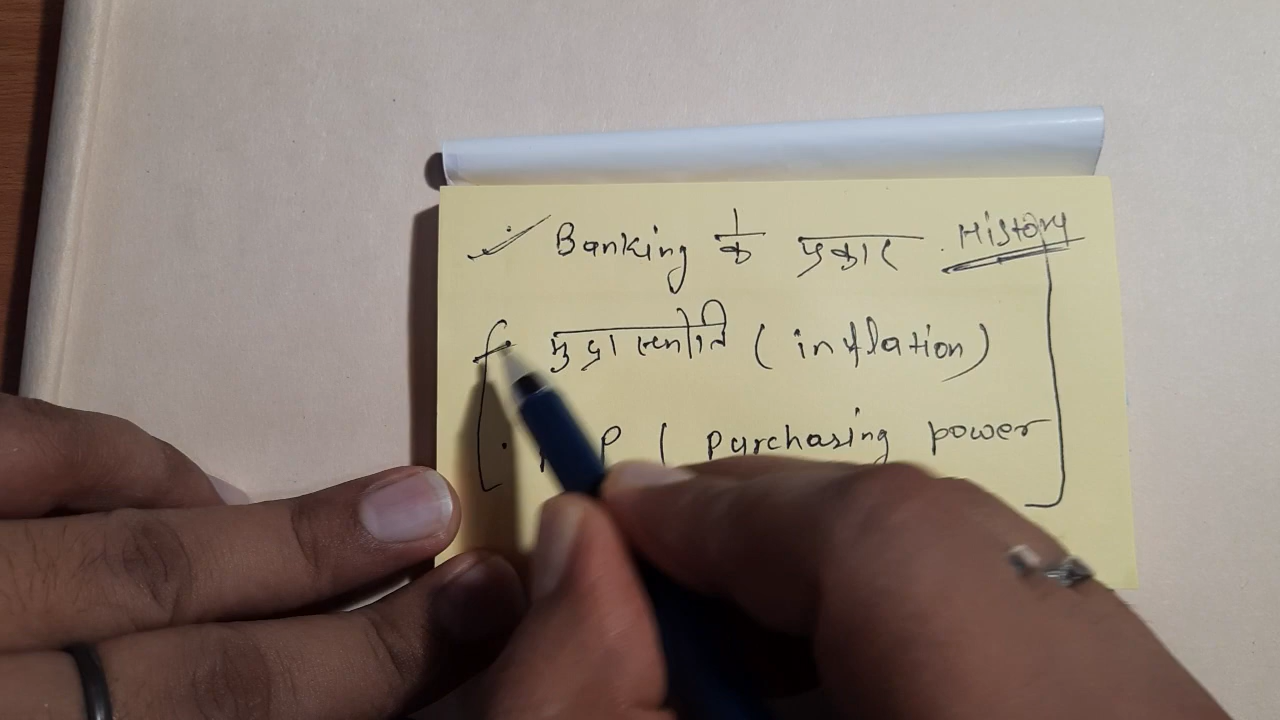 Banking के प्रकार . History
मुद्रा स्फीति ( inflation )
P ( purchasing power